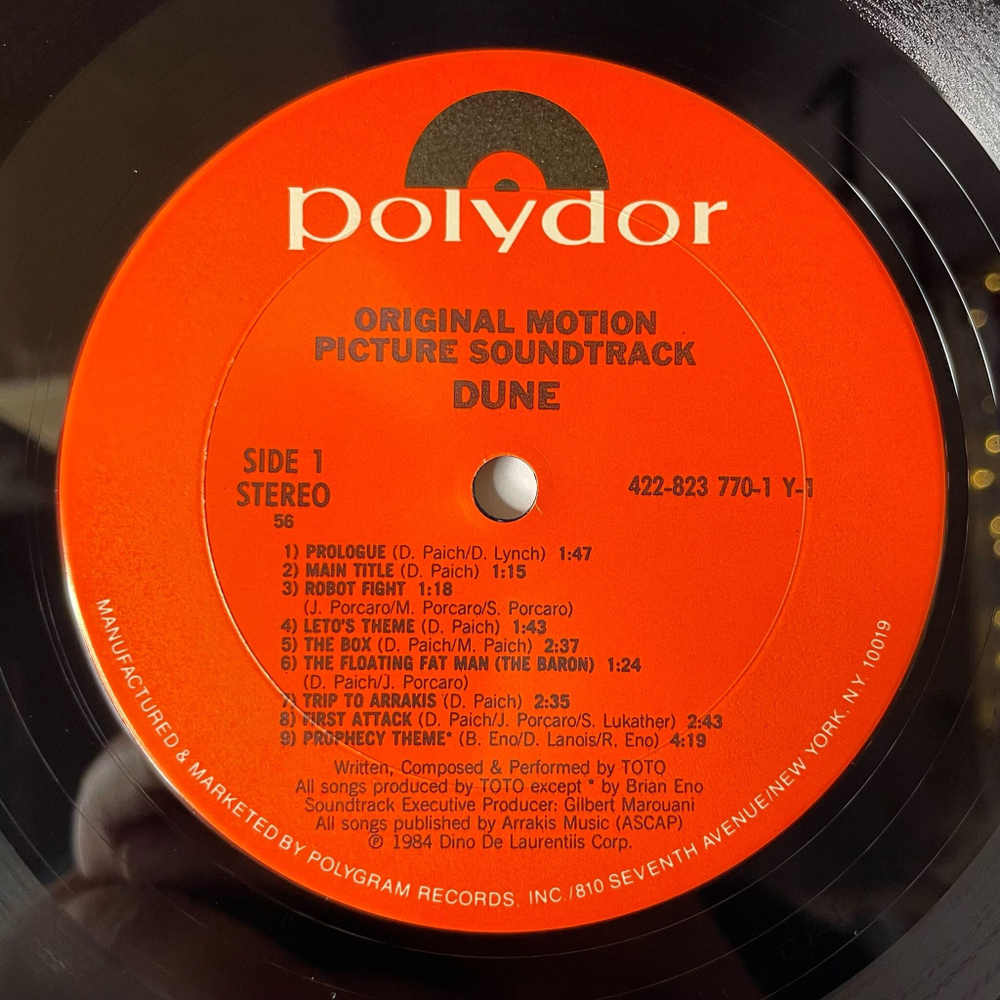 polydor
ORIGINAL MOTION
PICTURE SOUNDTRACK
DUNE
SIDE 1
STEREO
56
422-823 770-1 Y-1
1) PROLOGUE (D. Paich/D. Lynch) 1:47
2) MAIN TITLE (D. Paich) 1:15
3) ROBOT FIGHT 1:18
(J. Porcaro/M. Porcaro/S. Porcaro)
4) LETO'S THEME (D. Paich) 1:43
5) THE BOX (D. Paich/M. Paich) 2:37
6) THE FLOATING FAT MAN (THE BARON) 1:24
(D. Paich/J. Porcaro)
7) TRIP TO ARRAKIS (D. Paich) 2:35
8) FIRST ATTACK (D. Paich/J. Porcaro/S. Lukather) 2:43
9) PROPHECY THEME* (B. Eno/D. Lanois/R. Eno) 4:19
Written, Composed & Performed by TOTO
All songs produced by TOTO except * by Brian Eno
Soundtrack Executive Producer: Gilbert Marouani
All songs published by Arrakis Music (ASCAP)
℗ 1984 Dino De Laurentiis Corp.
MANUFACTURED & MARKETED BY POLYGRAM RECORDS, INC./810 SEVENTH AVENUE/NEW YORK, N.Y. 10019